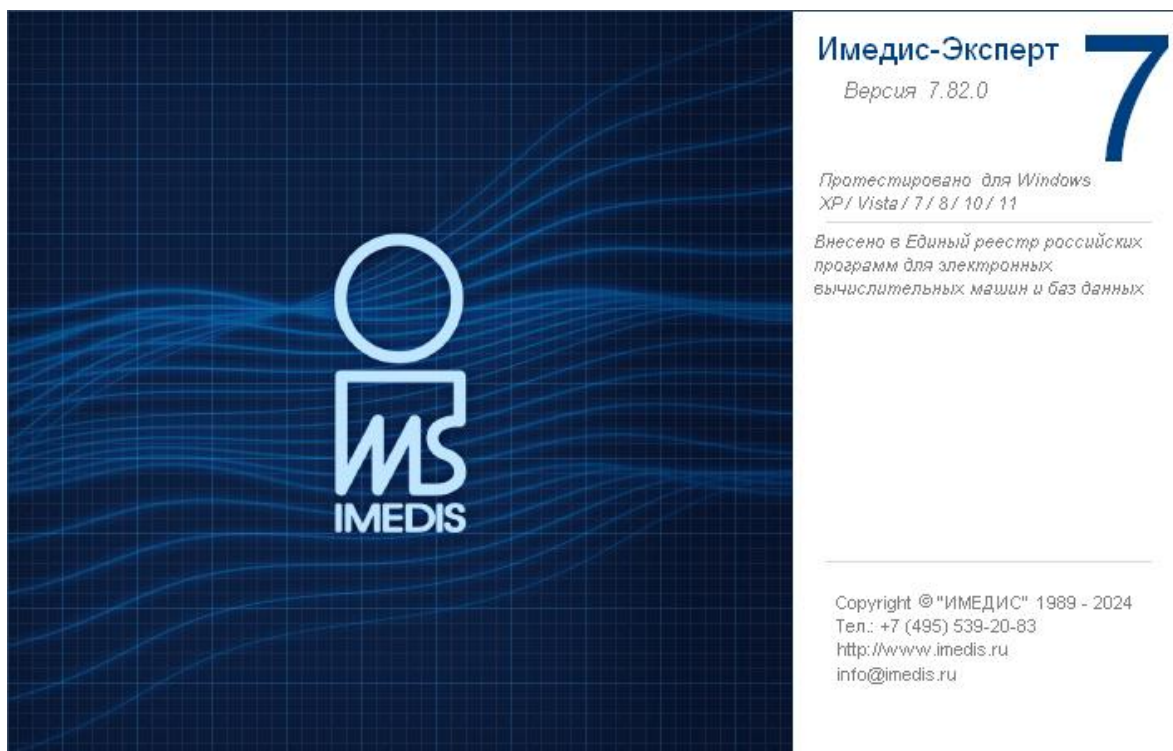 Имедис-Эксперт 7
Версия 7.82.0
Протестировано для Windows
XP / Vista / 7 / 8 / 10 / 11
Внесено в Единый реестр российских
программ для электронных
вычислительных машин и баз данных
IMS
IMEDIS
Copyright © "ИМЕДИС" 1989 - 2024
Тел.: +7 (495) 539-20-83
http://www.imedis.ru
info@imedis.ru